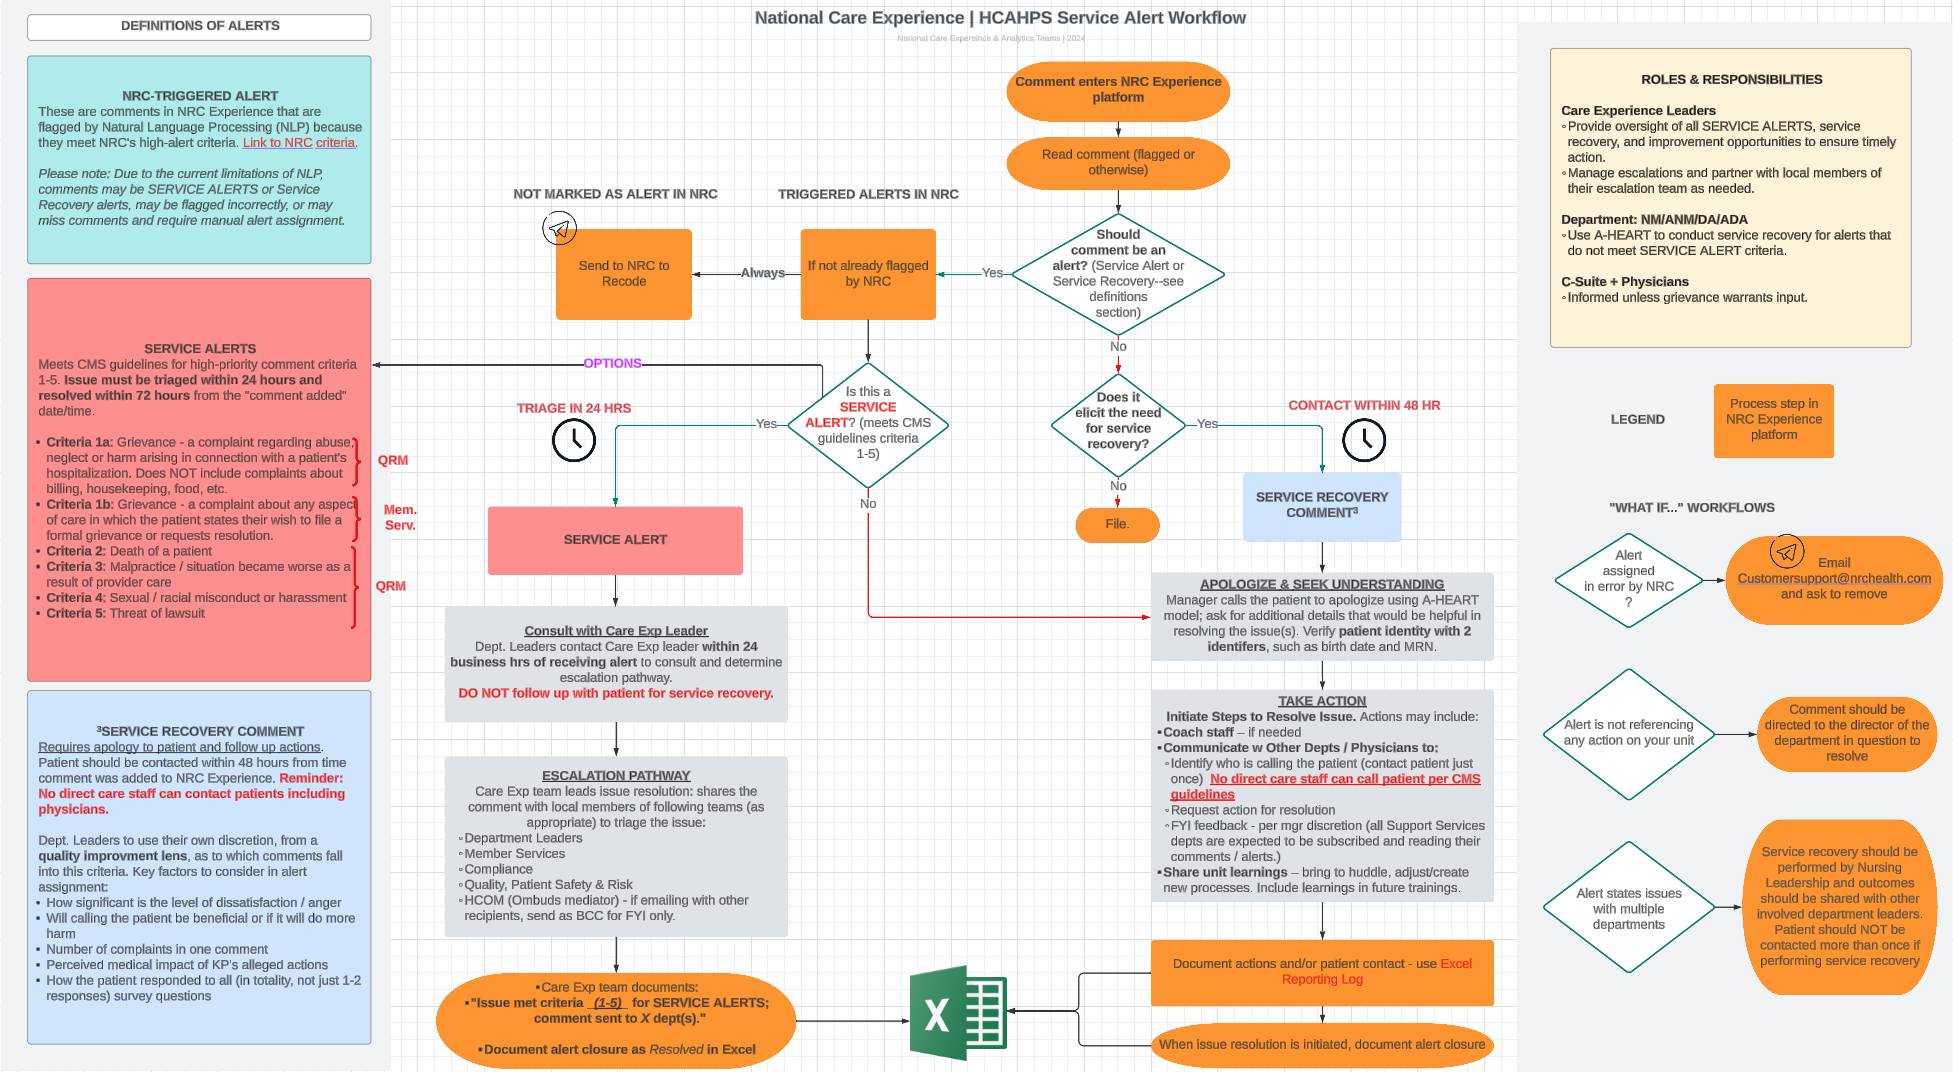 National Care Experience | HCAHPS Service Alert Workflow
National Care Expereince & Analytics Teams | 2024
DEFINITIONS OF ALERTS
NRC-TRIGGERED ALERT
These are comments in NRC Experience that are
flagged by Natural Language Processing (NLP) because
they meet NRC's high-alert criteria. Link to NRC criteria.
Please note: Due to the current limitations of NLP,
comments may be SERVICE ALERTS or Service
Recovery alerts, may be flagged incorrectly, or may
miss comments and require manual alert assignment.
SERVICE ALERTS
Meets CMS guidelines for high-priority comment criteria
1-5. Issue must be triaged within 24 hours and
resolved within 72 hours from the "comment added"
date/time.
• Criteria 1a: Grievance - a complaint regarding abuse,
neglect or harm arising in connection with a patient's
hospitalization. Does NOT include complaints about
billing, housekeeping, food, etc.
• Criteria 1b: Grievance - a complaint about any aspect
of care in which the patient states their wish to file a
formal grievance or requests resolution.
• Criteria 2: Death of a patient
• Criteria 3: Malpractice / situation became worse as a
result of provider care
• Criteria 4: Sexual / racial misconduct or harassment
• Criteria 5: Threat of lawsuit
QRM
Mem.
Serv.
QRM
³SERVICE RECOVERY COMMENT
Requires apology to patient and follow up actions.
Patient should be contacted within 48 hours from time
comment was added to NRC Experience. Reminder:
No direct care staff can contact patients including
physicians.
Dept. Leaders to use their own discretion, from a
quality improvment lens, as to which comments fall
into this criteria. Key factors to consider in alert
assignment:
• How significant is the level of dissatisfaction / anger
• Will calling the patient be beneficial or if it will do more
harm
• Number of complaints in one comment
• Perceived medical impact of KP's alleged actions
• How the patient responded to all (in totality, not just 1-2
responses) survey questions
Comment enters NRC Experience
platform
Read comment (flagged or
otherwise)
NOT MARKED AS ALERT IN NRC
TRIGGERED ALERTS IN NRC
Send to NRC to
Recode
Always
If not already flagged
by NRC
Yes
Should
comment be an
alert? (Service Alert or
Service Recovery--see
definitions
section)
No
OPTIONS
TRIAGE IN 24 HRS
Yes
Is this a
SERVICE
ALERT? (meets CMS
guidelines criteria
1-5)
No
Does it
elicit the need
for service
recovery?
Yes
No
File.
CONTACT WITHIN 48 HR
SERVICE RECOVERY
COMMENT³
SERVICE ALERT
Consult with Care Exp Leader
Dept. Leaders contact Care Exp leader within 24
business hrs of receiving alert to consult and determine
escalation pathway.
DO NOT follow up with patient for service recovery.
ESCALATION PATHWAY
Care Exp team leads issue resolution: shares the
comment with local members of following teams (as
appropriate) to triage the issue:
◦Department Leaders
◦Member Services
◦Compliance
◦Quality, Patient Safety & Risk
◦HCOM (Ombuds mediator) - if emailing with other
recipients, send as BCC for FYI only.
•Care Exp team documents:
•"Issue met criteria _(1-5)_ for SERVICE ALERTS;
comment sent to X dept(s)."
•Document alert closure as Resolved in Excel
X
APOLOGIZE & SEEK UNDERSTANDING
Manager calls the patient to apologize using A-HEART
model; ask for additional details that would be helpful in
resolving the issue(s). Verify patient identity with 2
identifers, such as birth date and MRN.
TAKE ACTION
Initiate Steps to Resolve Issue. Actions may include:
•Coach staff – if needed
•Communicate w Other Depts / Physicians to:
◦Identify who is calling the patient (contact patient just
once) No direct care staff can call patient per CMS
guidelines
◦Request action for resolution
◦FYI feedback - per mgr discretion (all Support Services
depts are expected to be subscribed and reading their
comments / alerts.)
•Share unit learnings – bring to huddle, adjust/create
new processes. Include learnings in future trainings.
Document actions and/or patient contact - use Excel
Reporting Log
When issue resolution is initiated, document alert closure
ROLES & RESPONSIBILITIES
Care Experience Leaders
◦Provide oversight of all SERVICE ALERTS, service
recovery, and improvement opportunities to ensure timely
action.
◦Manage escalations and partner with local members of
their escalation team as needed.
Department: NM/ANM/DA/ADA
◦Use A-HEART to conduct service recovery for alerts that
do not meet SERVICE ALERT criteria.
C-Suite + Physicians
◦Informed unless grievance warrants input.
LEGEND
Process step in
NRC Experience
platform
"WHAT IF..." WORKFLOWS
Alert
assigned
in error by NRC
?
Email
Customersupport@nrchealth.com
and ask to remove
Alert is not referencing
any action on your unit
Comment should be
directed to the director of the
department in question to
resolve
Alert states issues
with multiple
departments
Service recovery should be
performed by Nursing
Leadership and outcomes
should be shared with other
involved department leaders.
Patient should NOT be
contacted more than once if
performing service recovery